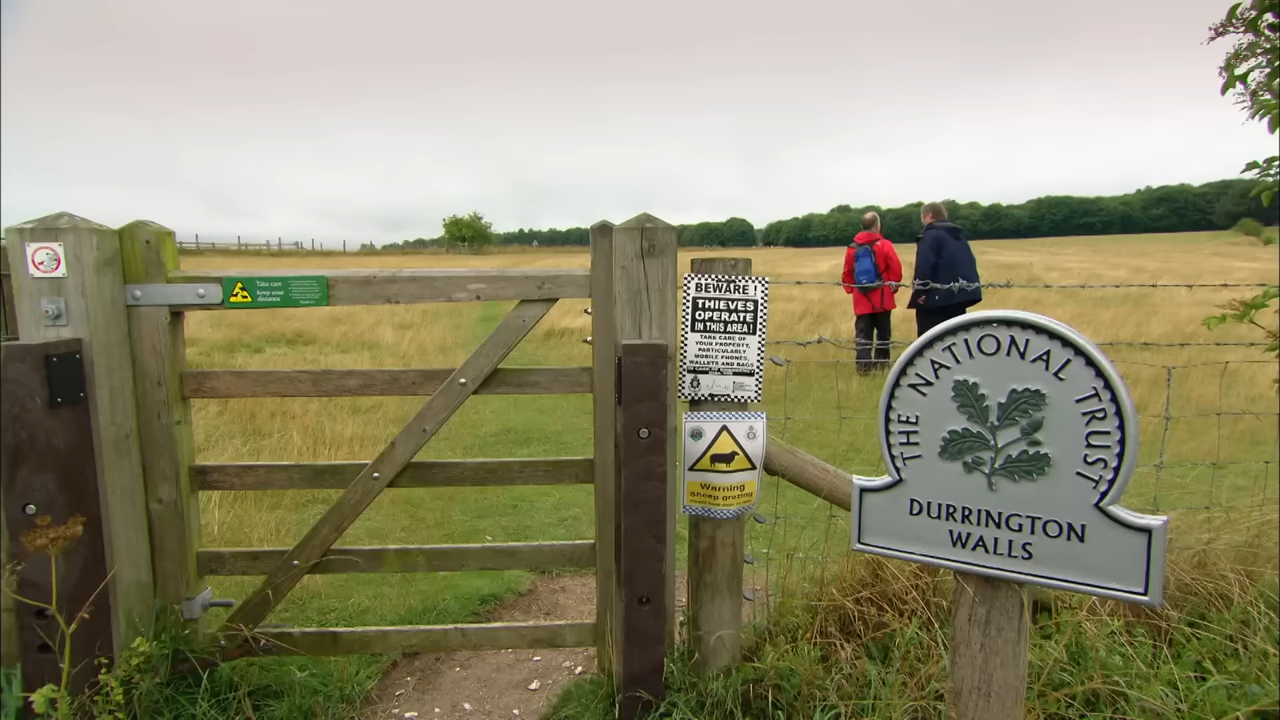 Take care
Keep your
distance
BEWARE !
THIEVES
OPERATE
IN THIS AREA !
TAKE CARE OF
YOUR PROPERTY,
PARTICULARLY
MOBILE PHONES,
WALLETS AND BAGS
Warning
Sheep grazing
THE NATIONAL TRUST
DURRINGTON
WALLS